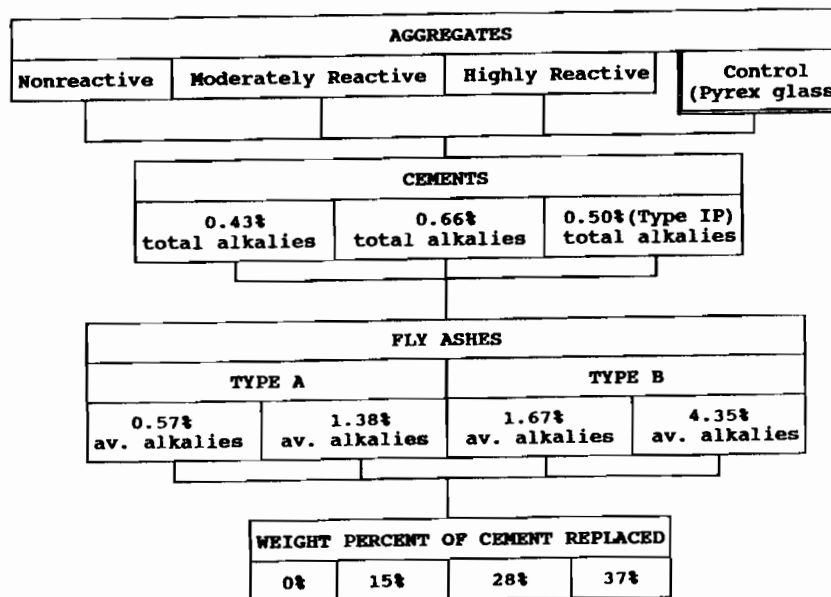 AGGREGATES
Nonreactive Moderately Reactive Highly Reactive Control
(Pyrex glass
CEMENTS
0.43% 0.66% 0.50%(Type IP)
total alkalies total alkalies total alkalies
FLY ASHES
TYPE A TYPE B
0.57% 1.38% 1.67% 4.35%
av. alkalies av. alkalies av. alkalies av. alkalies
WEIGHT PERCENT OF CEMENT REPLACED
0% 15% 28% 37%